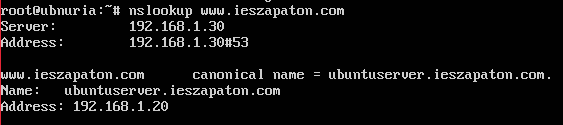 root@ubnuria:~# nslookup www.ieszapaton.com
Server:         192.168.1.30
Address:        192.168.1.30#53

www.ieszapaton.com      canonical name = ubuntuserver.ieszapaton.com.
Name:   ubuntuserver.ieszapaton.com
Address: 192.168.1.20